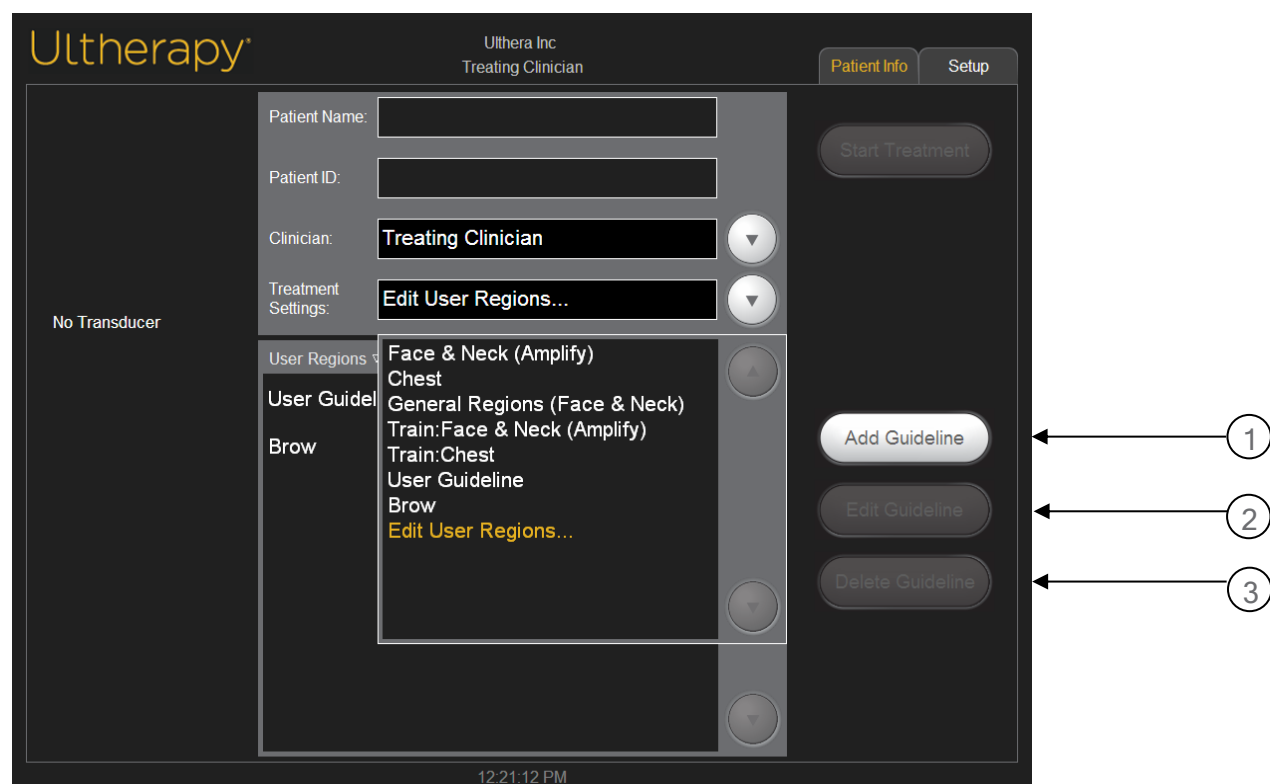 Ultherapy®
Ulthera Inc
Treating Clinician
Patient Info
Setup
Patient Name:
Start Treatment
Patient ID:
Clinician:
Treating Clinician
Treatment
Settings:
Edit User Regions...
No Transducer
User Regions
Face & Neck (Amplify)
Chest
User Guidel
General Regions (Face & Neck)
Train:Face & Neck (Amplify)
Brow
Train:Chest
User Guideline
Brow
Edit User Regions...
Add Guideline
1
Edit Guideline
2
Delete Guideline
3
12:21:12 PM